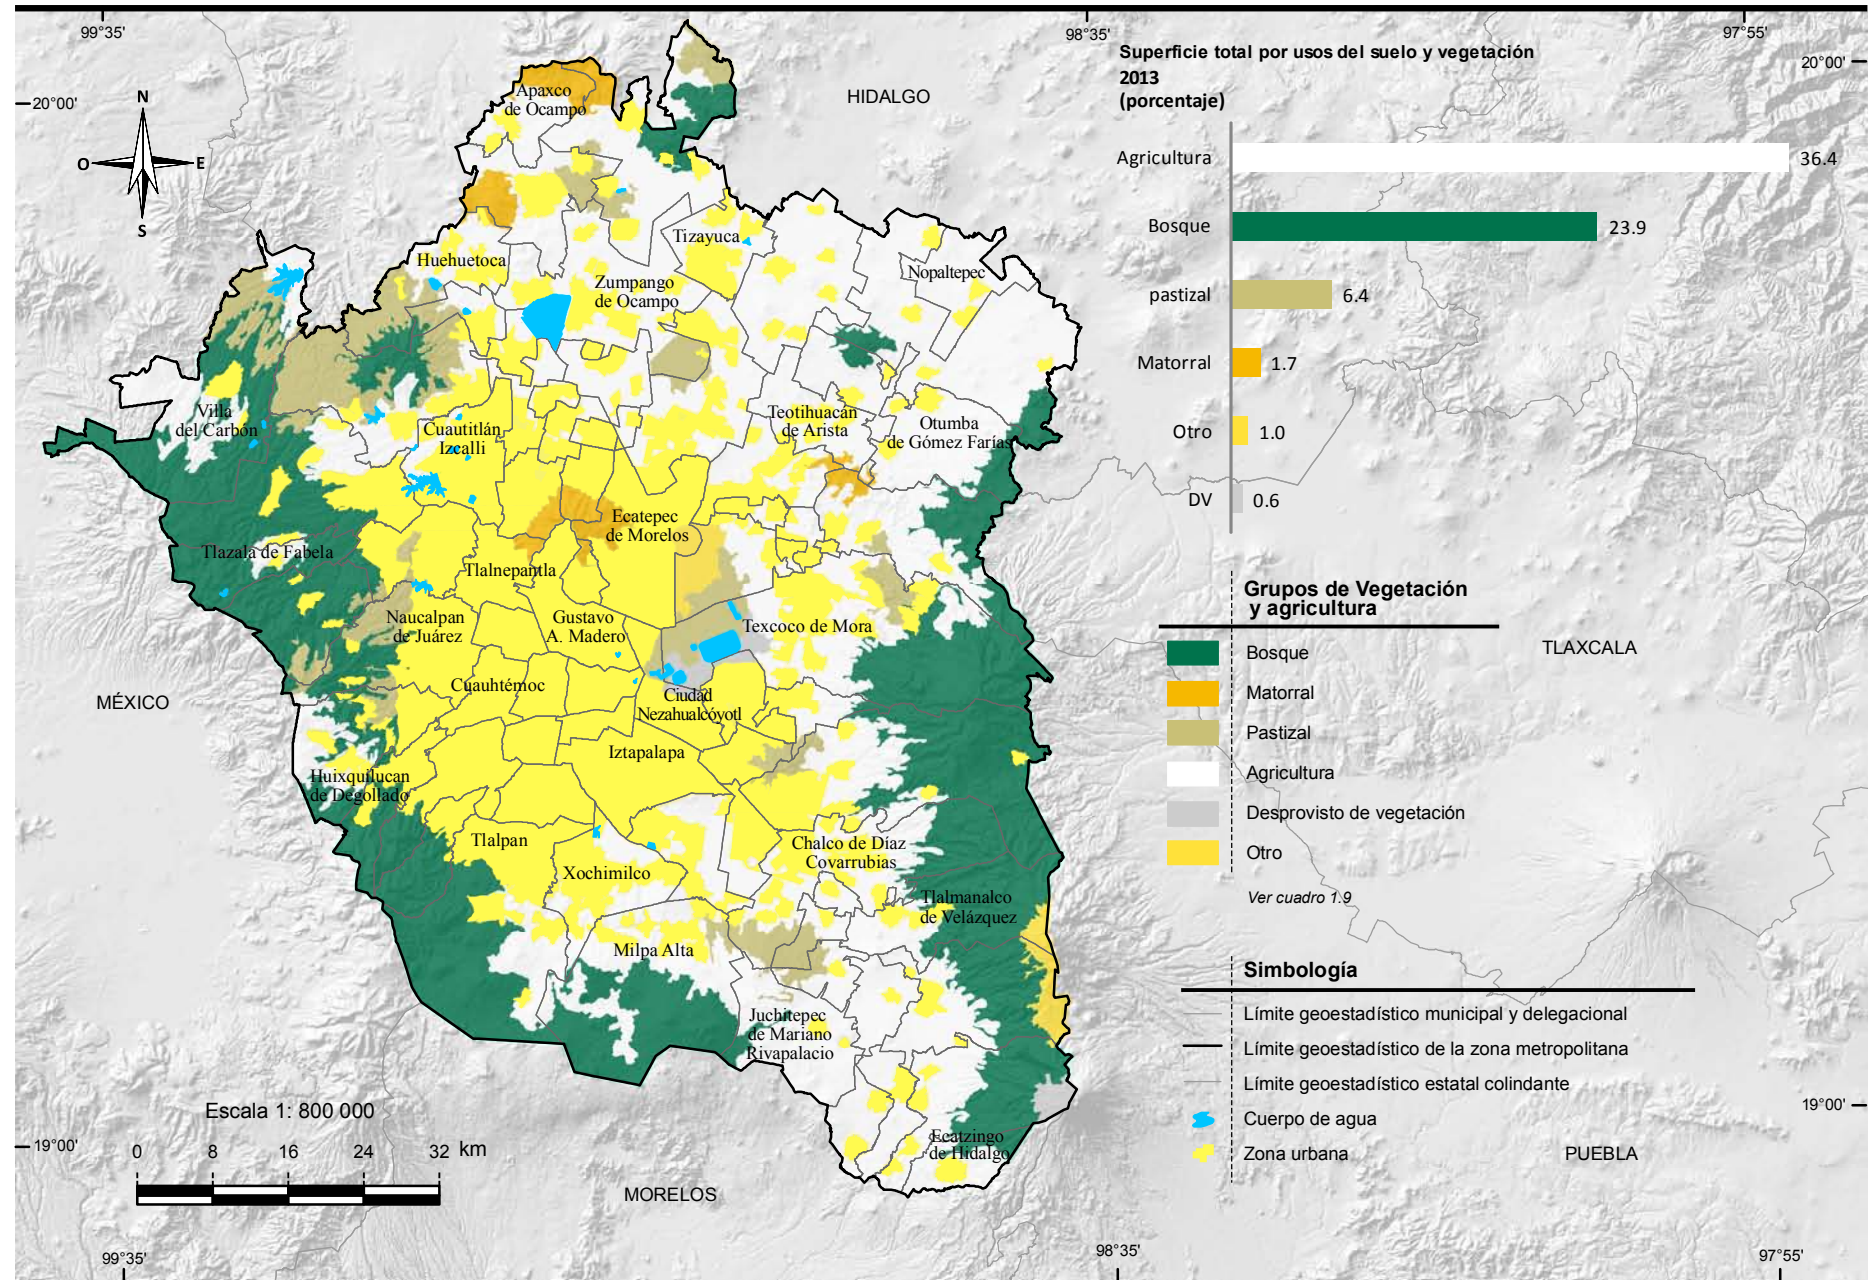 99°35'
98°35'
97°55'
20°00'
20°00'
N
O
E
S
Superficie total por usos del suelo y vegetación
2013
(porcentaje)
Agricultura
36.4
Bosque
23.9
pastizal
6.4
Matorral
1.7
Otro
1.0
DV
0.6
HIDALGO
Apaxco
de Ocampo
Tizayuca
Huehuetoca
Zumpango
de Ocampo
Nopaltepec
Villa
del Carbón
Cuautitlán
Izcalli
Teotihuacán
de Arista
Otumba
de Gómez Farías
Ecatepec
de Morelos
Tlazala de Fabela
Tlalnepantla
Naucalpan
de Juárez
Gustavo
A. Madero
Texcoco de Mora
Cuauhtémoc
Ciudad
Nezahualcóyotl
MÉXICO
Iztapalapa
Huixquilucan
de Degollado
Tlalpan
Xochimilco
Chalco de Díaz
Covarrubias
Tlalmanalco
de Velázquez
Milpa Alta
Juchitepec
de Mariano
Rivapalacio
Ecatzingo
de Hidalgo
Grupos de Vegetación
y agricultura
Bosque
Matorral
Pastizal
Agricultura
Desprovisto de vegetación
Otro
Ver cuadro 1.9
TLAXCALA
Simbología
Límite geoestadístico municipal y delegacional
Límite geoestadístico de la zona metropolitana
Límite geoestadístico estatal colindante
Cuerpo de agua
Zona urbana
PUEBLA
Escala 1: 800 000
0 8 16 24 32 km
MORELOS
19°00'
19°00'
99°35'
98°35'
97°55'